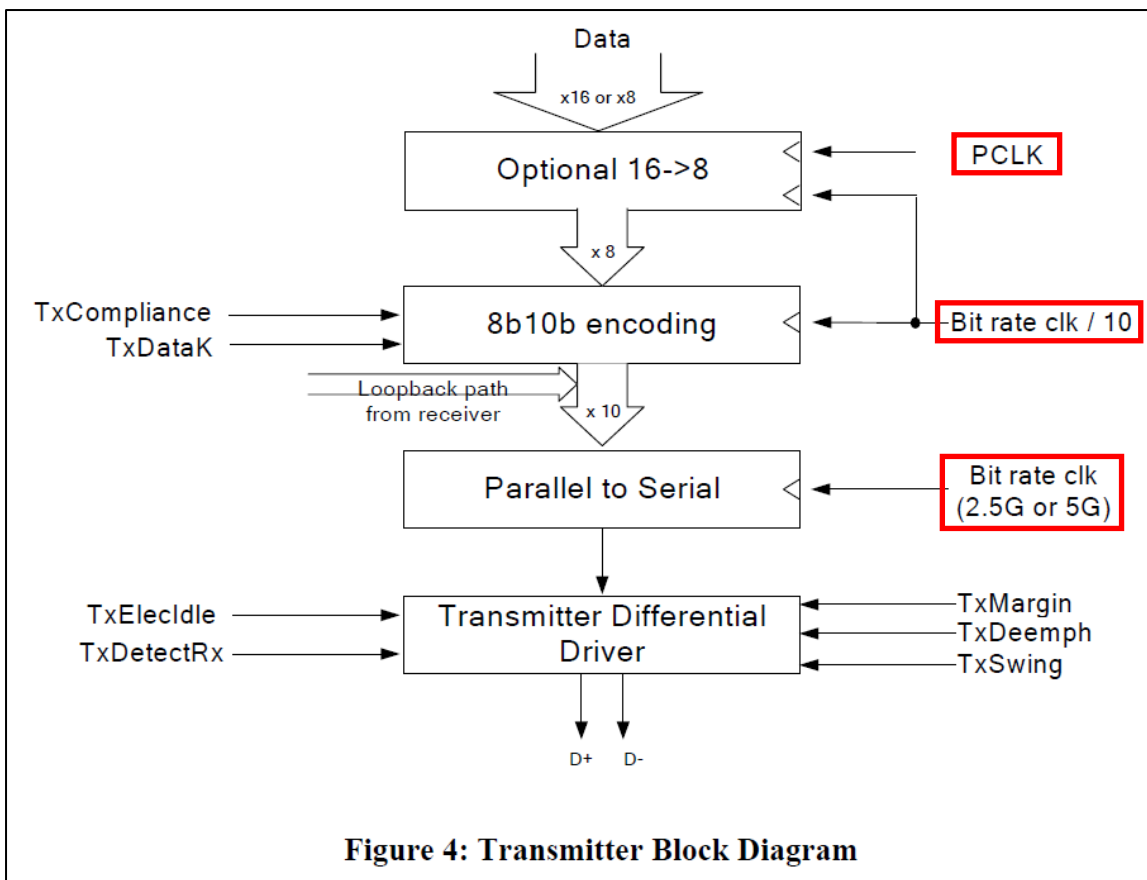 Data
x16 or x8
Optional 16->8
PCLK
x 8
TxCompliance
TxDataK
8b10b encoding
Bit rate clk / 10
Loopback path
from receiver
x 10
Parallel to Serial
Bit rate clk
(2.5G or 5G)
TxElecIdle
TxDetectRx
Transmitter Differential
Driver
TxMargin
TxDeemph
TxSwing
D+ D-
Figure 4: Transmitter Block Diagram